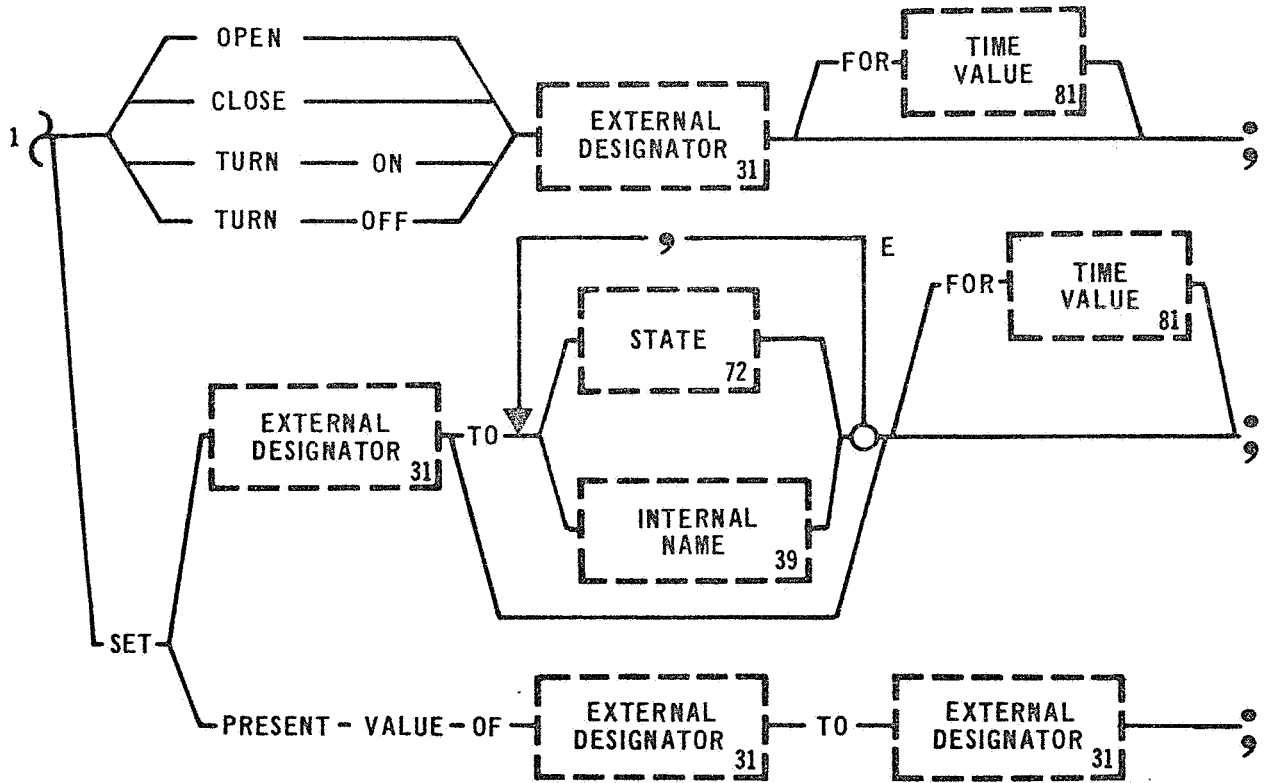 OPEN
CLOSE
TURN ON
TURN OFF
1
EXTERNAL
DESIGNATOR
31
FOR
TIME
VALUE
81
;
,
E
STATE
72
INTERNAL
NAME
39
EXTERNAL
DESIGNATOR
31
TO
FOR
TIME
VALUE
81
;
SET
PRESENT - VALUE - OF
EXTERNAL
DESIGNATOR
31
TO
EXTERNAL
DESIGNATOR
31
;